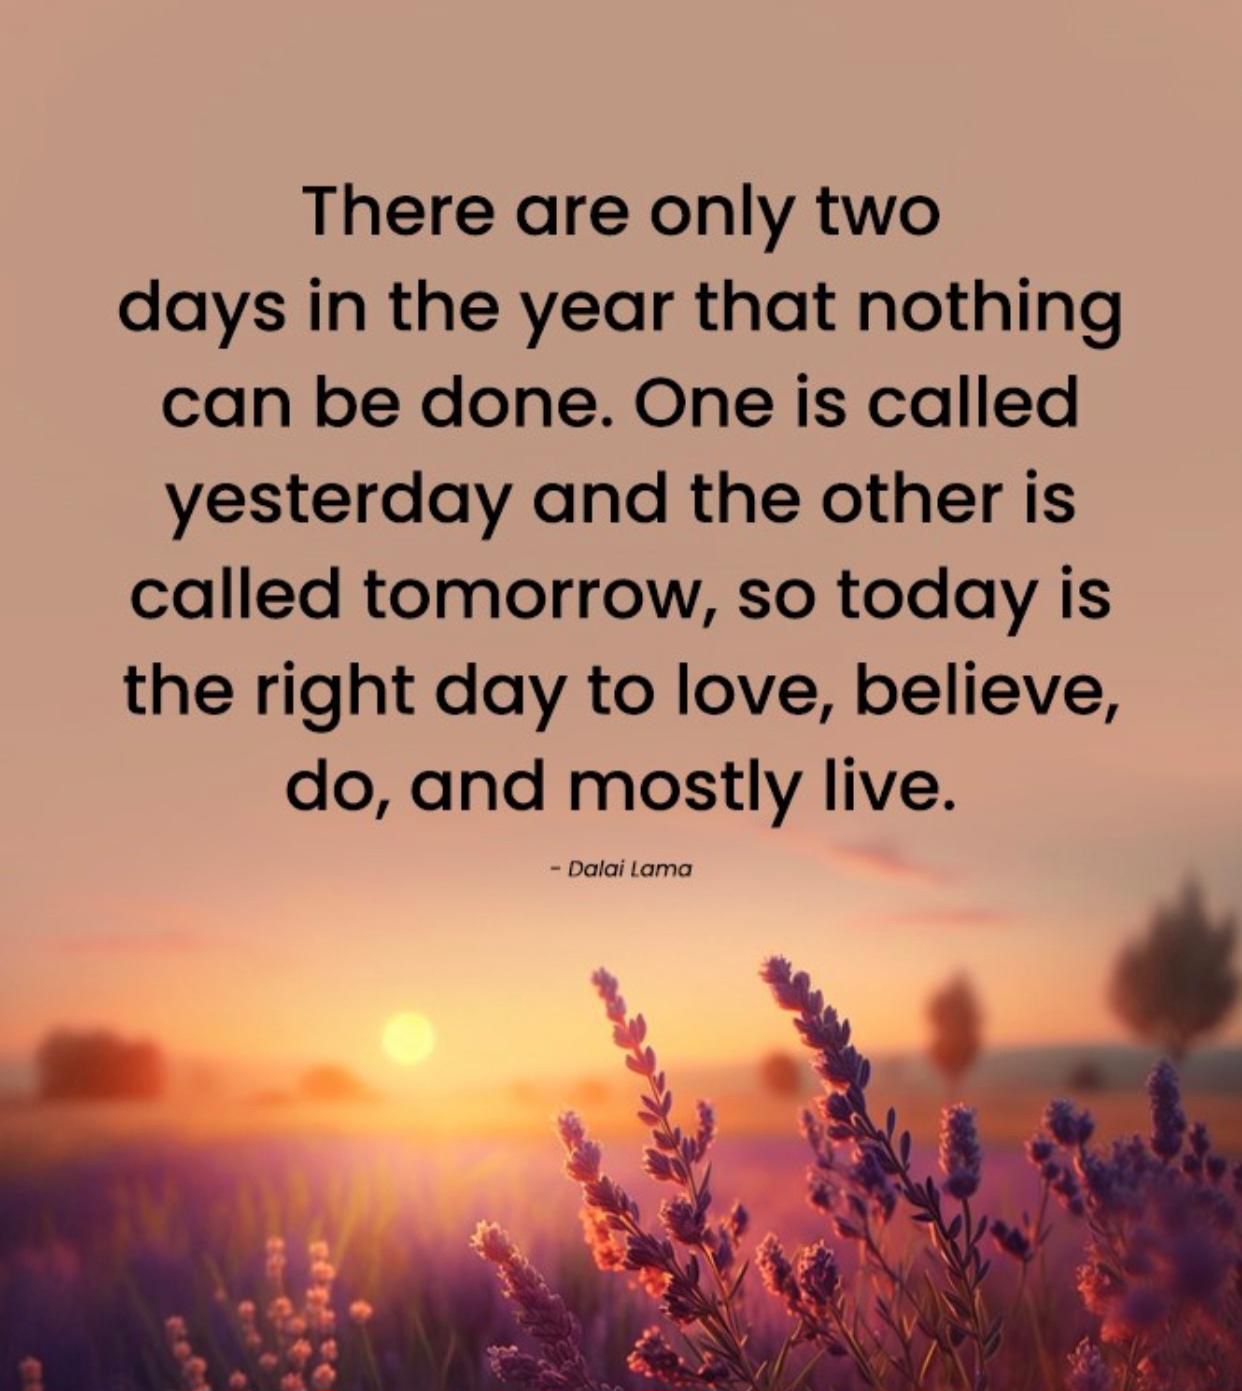 There are only two
days in the year that nothing
can be done. One is called
yesterday and the other is
called tomorrow, so today is
the right day to love, believe,
do, and mostly live.
- Dalai Lama